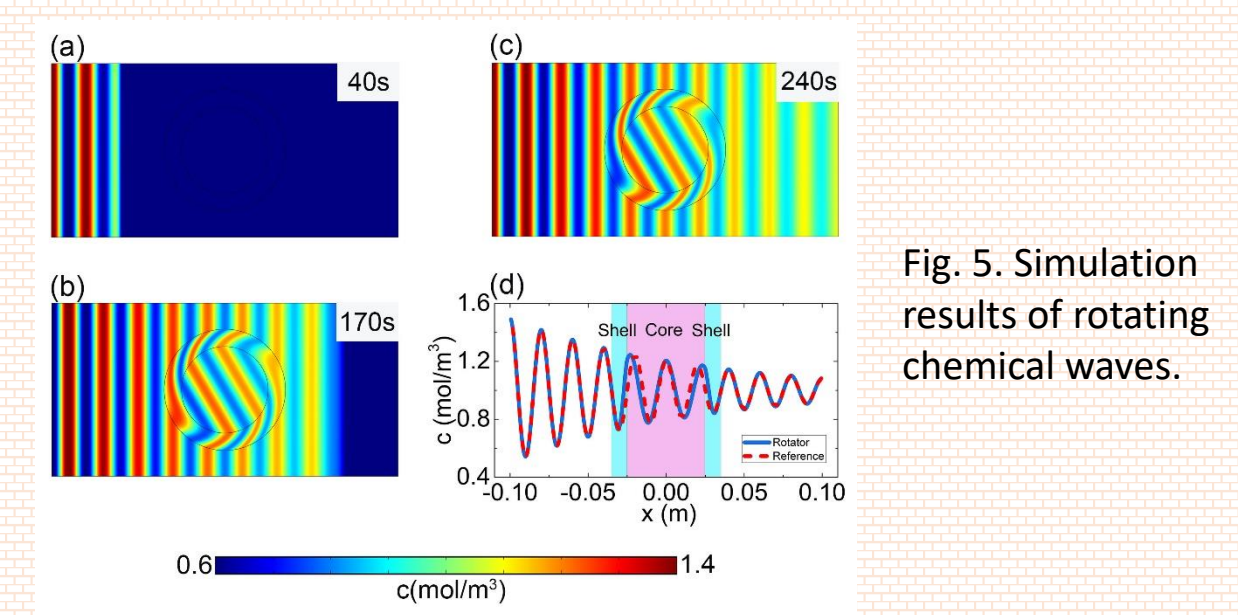 (a)
40s
(b)
170s
(c)
240s
(d)
1.6
1.2
0.8
0.4
c (mol/m³)
Shell Core Shell
Rotator
Reference
-0.10 -0.05 0.00 0.05 0.10
x (m)
0.6 1.4
c(mol/m³)
Fig. 5. Simulation
results of rotating
chemical waves.